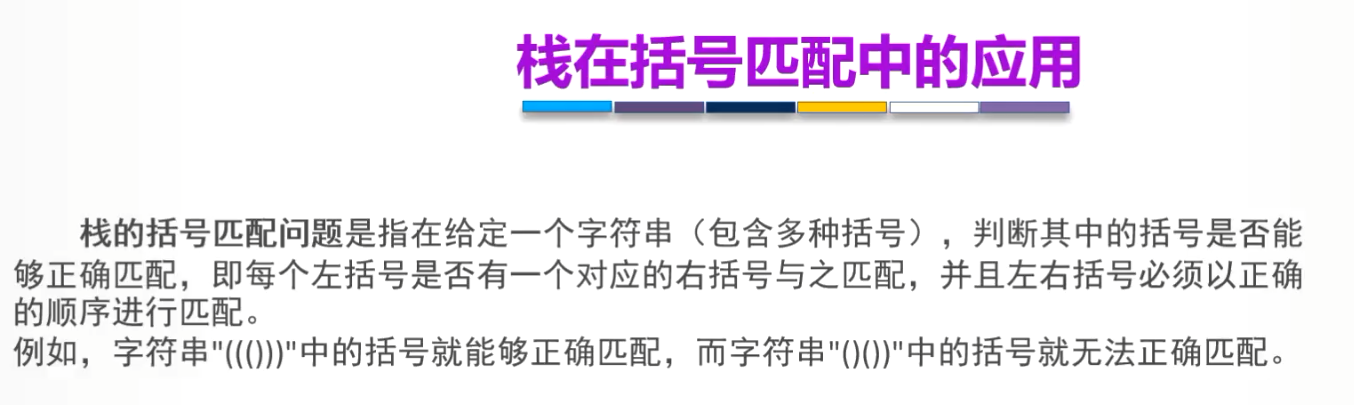 栈在括号匹配中的应用
栈的括号匹配问题是指在给定一个字符串（包含多种括号），判断其中的括号是否能
够正确匹配，即每个左括号是否有一个对应的右括号与之匹配，并且左右括号必须以正确
的顺序进行匹配。
例如，字符串"((()))"中的括号就能够正确匹配，而字符串"()())"中的括号就无法正确匹配。